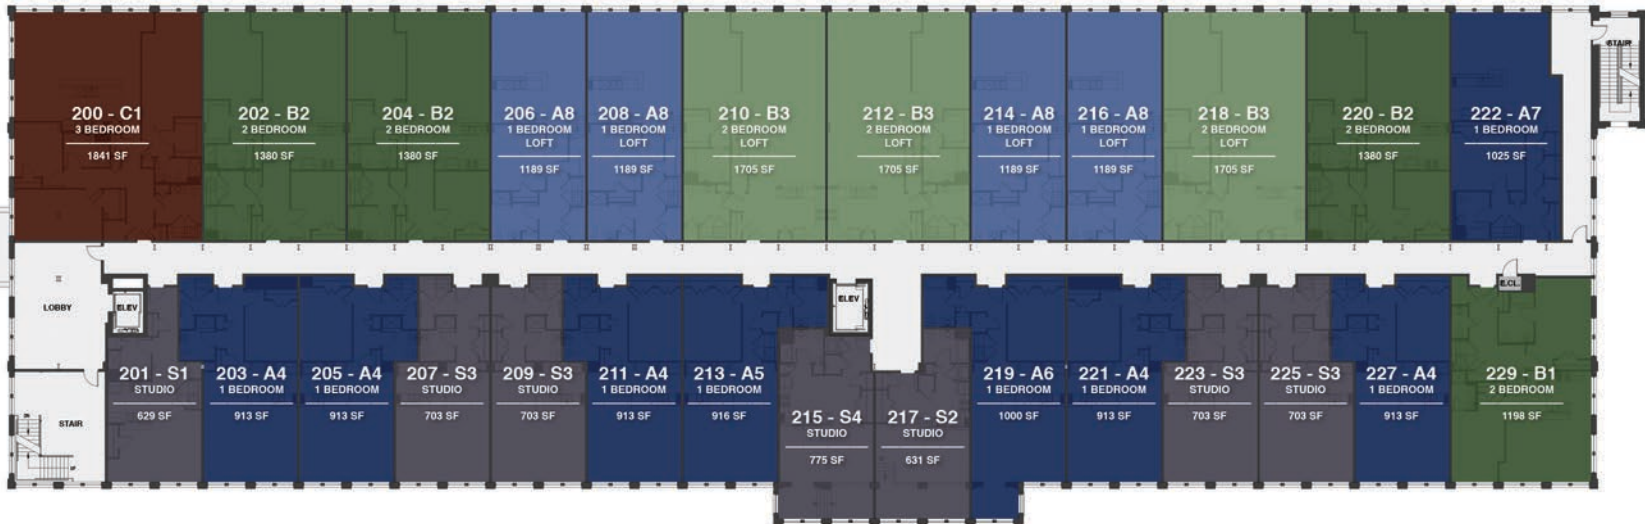 200 - C1
3 BEDROOM
1841 SF
202 - B2
2 BEDROOM
1380 SF
204 - B2
2 BEDROOM
1380 SF
206 - A8
1 BEDROOM
LOFT
1189 SF
208 - A8
1 BEDROOM
LOFT
1189 SF
210 - B3
2 BEDROOM
LOFT
1705 SF
212 - B3
2 BEDROOM
LOFT
1705 SF
214 - A8
1 BEDROOM
LOFT
1189 SF
216 - A8
1 BEDROOM
LOFT
1189 SF
218 - B3
2 BEDROOM
LOFT
1705 SF
220 - B2
2 BEDROOM
1380 SF
222 - A7
1 BEDROOM
1025 SF
STAIR
LOBBY
ELEV
ELEV
E.CL.
STAIR
201 - S1
STUDIO
629 SF
203 - A4
1 BEDROOM
913 SF
205 - A4
1 BEDROOM
913 SF
207 - S3
STUDIO
703 SF
209 - S3
STUDIO
703 SF
211 - A4
1 BEDROOM
913 SF
213 - A5
1 BEDROOM
916 SF
215 - S4
STUDIO
775 SF
217 - S2
STUDIO
631 SF
219 - A6
1 BEDROOM
1000 SF
221 - A4
1 BEDROOM
913 SF
223 - S3
STUDIO
703 SF
225 - S3
STUDIO
703 SF
227 - A4
1 BEDROOM
913 SF
229 - B1
2 BEDROOM
1198 SF